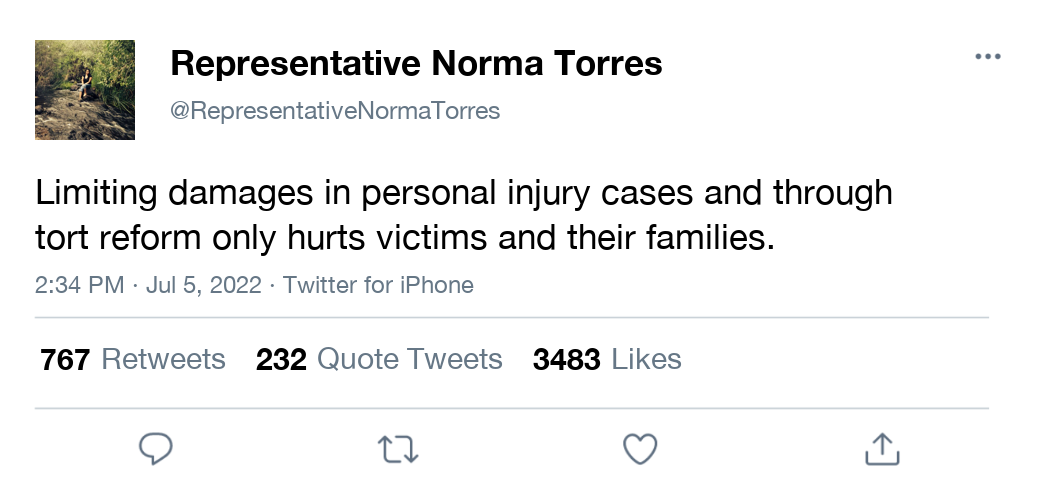 Representative Norma Torres
@RepresentativeNormaTorres
Limiting damages in personal injury cases and through
tort reform only hurts victims and their families.
2:34 PM · Jul 5, 2022 · Twitter for iPhone
767 Retweets 232 Quote Tweets 3483 Likes